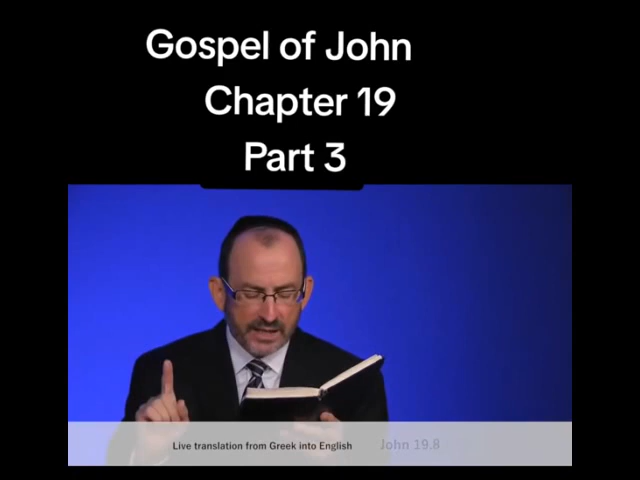 Gospel of John
Chapter 19
Part 3
Live translation from Greek into English John 19.8